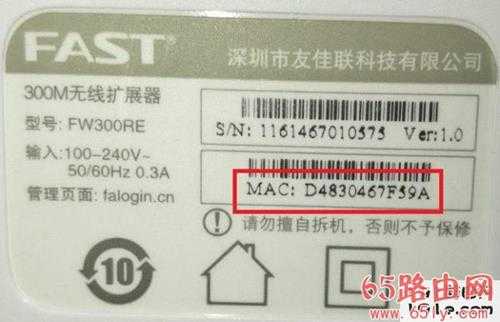 FAST
深圳市友佳联科技有限公司
300M无线扩展器
型号: FW300RE
S/N: 1161467010575 Ver:1.0
输入: 100-240V~
50/60Hz 0.3A
MAC: D4830467F59A
管理页面: falogin.cn
请勿擅自拆机, 否则不予保修
10
65路由网
www.65ly.com